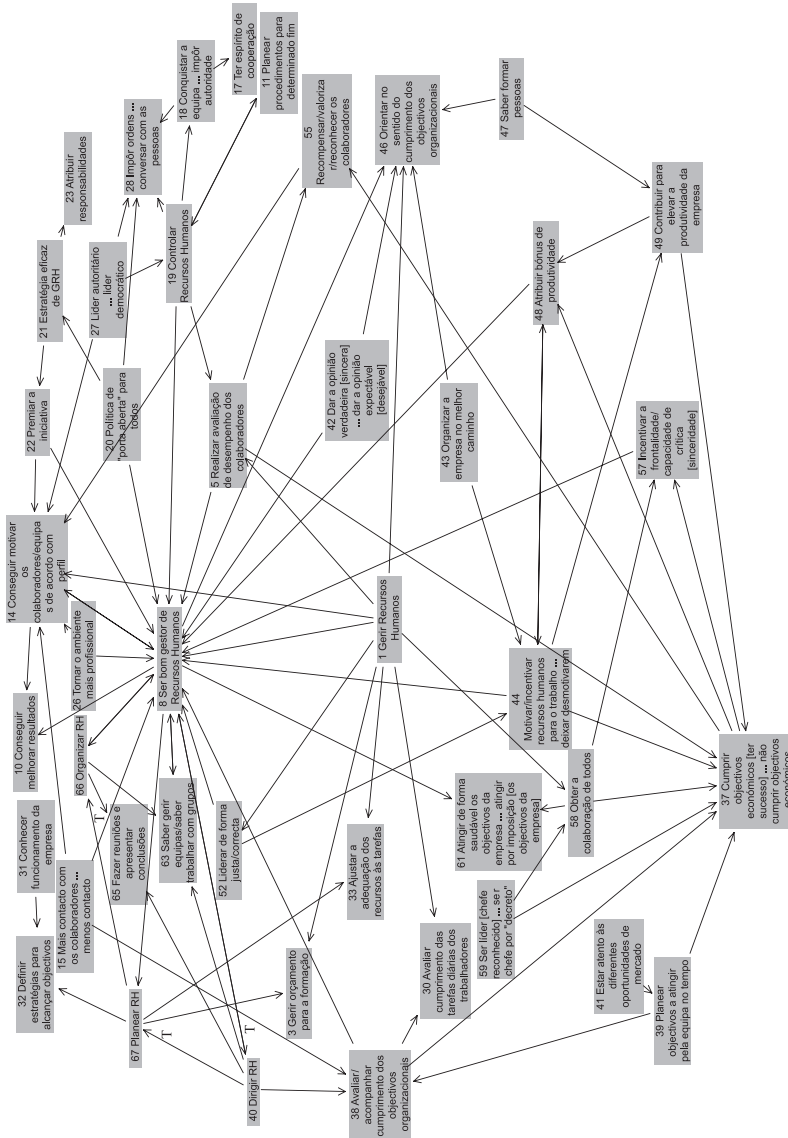 32 Definir
estratégias para
alcançar objectivos
31 Conhecer
funcionamento da
empresa
10 Conseguir
melhorar resultados
14 Conseguir motivar
os
colaboradores/equipa
s de acordo com
perfil
22 Premiar a
iniciativa
21 Estratégia eficaz
de GRH
23 Atribuir
responsabilidades
15 Mais contacto com
os colaboradores ...
menos contacto
66 Organizar RH
26 Tornar o ambiente
mais profissional
27 Líder autoritário
... líder
democrático
28 Impôr ordens ...
conversar com as
pessoas
18 Conquistar a
equipa ... impôr
autoridade
67 Planear RH
T
T
65 Fazer reuniões e
apresentar
conclusões
20 Política de
"porta aberta" para
todos
17 Ter espírito de
cooperação
63 Saber gerir
equipas/saber
trabalhar com grupos
8 Ser bom gestor de
Recursos Humanos
19 Controlar
Recursos Humanos
11 Planear
procedimentos para
determinado fim
40 Dirigir RH
T
52 Liderar de forma
justa/correcta
5 Realizar avaliação
de desempenho dos
colaboradores
55
Recompensar/valoriza
r/reconhecer os
colaboradores
3 Gerir orçamento
para a formação
33 Ajustar a
adequação dos
recursos às tarefas
1 Gerir Recursos
Humanos
42 Dar a opinião
verdadeira [sincera]
... dar a opinião
expectável
[desejável]
46 Orientar no
sentido do
cumprimento dos
objectivos
organizacionais
38 Avaliar/
acompanhar
cumprimento dos
objectivos
organizacionais
30 Avaliar
cumprimento das
tarefas diárias dos
trabalhadores
61 Atingir de forma
saudável os
objectivos da
empresa ... atingir
por imposição [os
objectivos da
empresa]
43 Organizar a
empresa no melhor
caminho
59 Ser líder [chefe
reconhecido] ... ser
chefe por "decreto"
44
Motivar/incentivar
recursos humanos
para o trabalho ...
deixar desmotivarem
47 Saber formar
pessoas
58 Obter a
colaboração de todos
48 Atribuir bónus de
produtividade
41 Estar atento às
diferentes
oportunidades de
mercado
57 Incentivar a
frontalidade/
capacidade de
crítica
[sinceridade]
49 Contribuir para
elevar a
produtividade da
empresa
39 Planear
objectivos a atingir
pela equipa no tempo
37 Cumprir
objectivos
económicos [ter
sucesso] ... não
cumprir objectivos
económicos